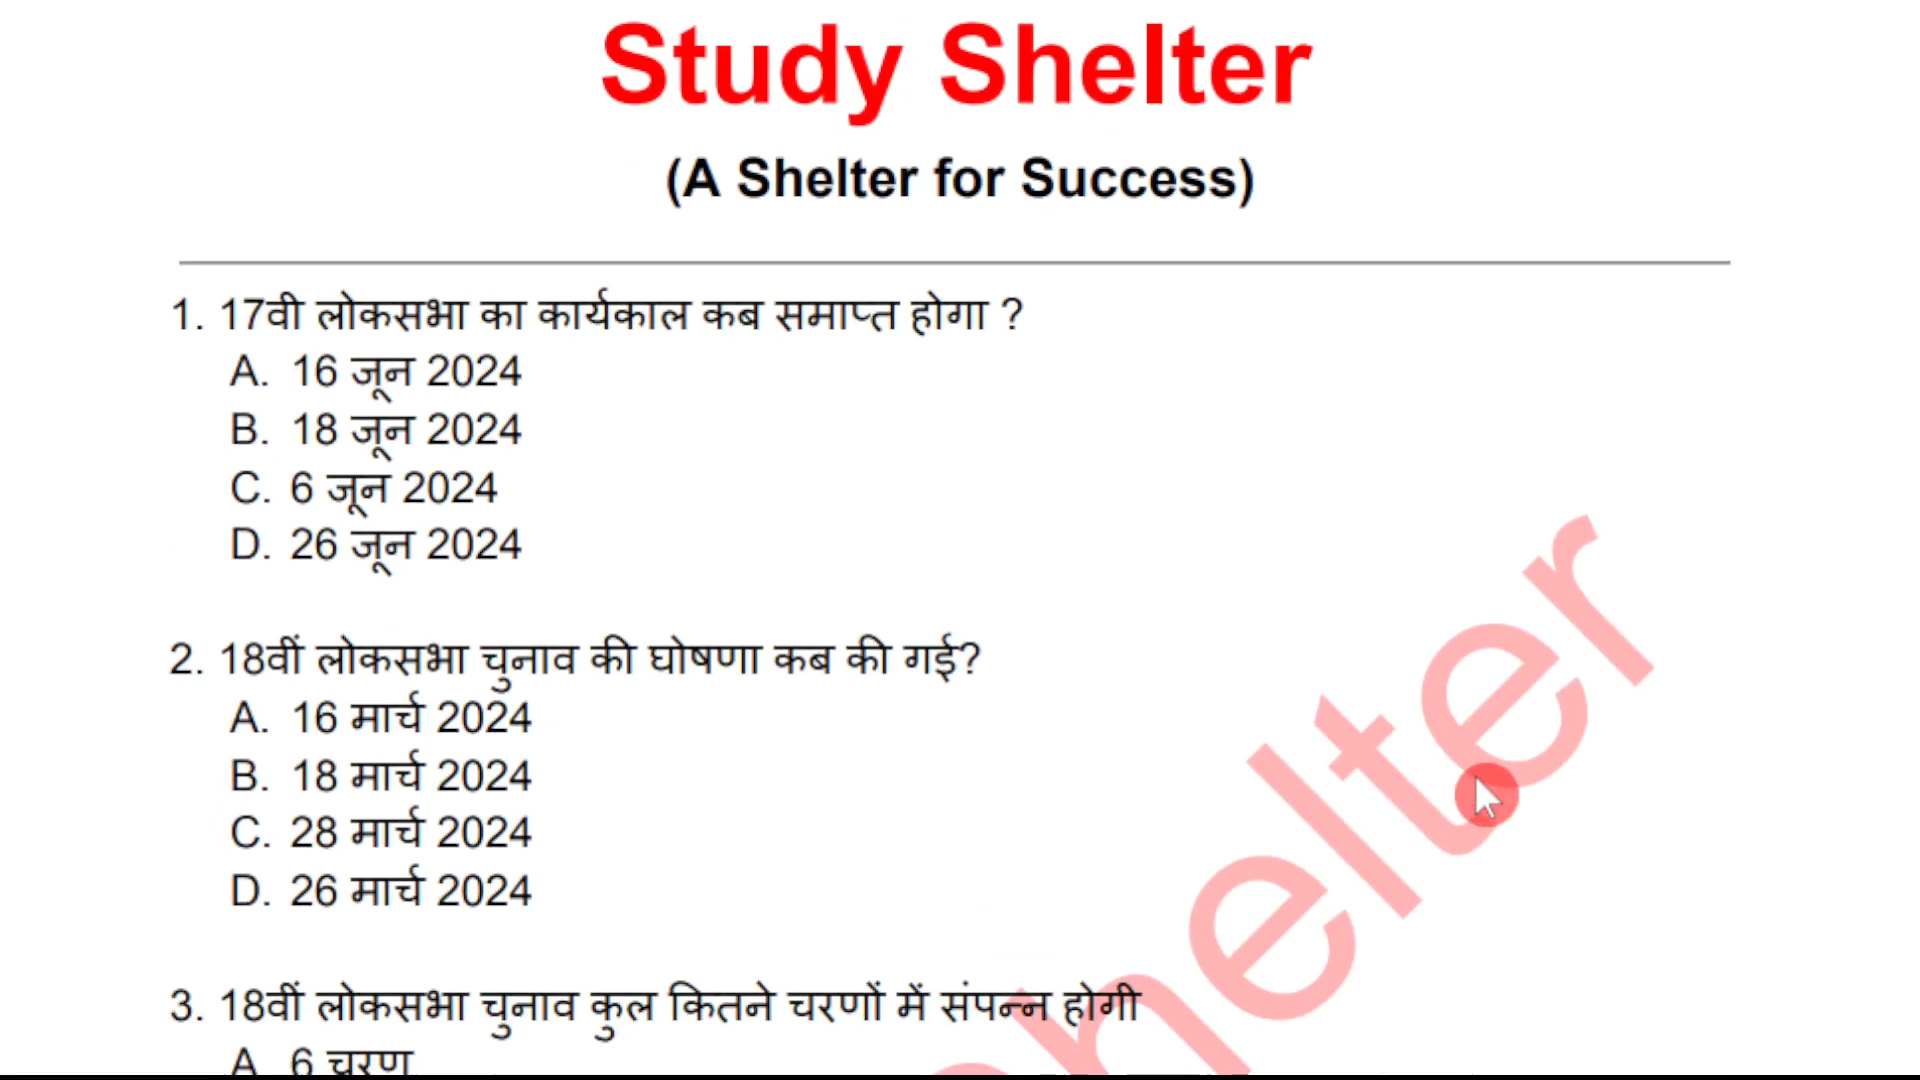 Study Shelter
(A Shelter for Success)
1. 17वी लोकसभा का कार्यकाल कब समाप्त होगा ?
A. 16 जून 2024
B. 18 जून 2024
C. 6 जून 2024
D. 26 जून 2024
2. 18वीं लोकसभा चुनाव की घोषणा कब की गई?
A. 16 मार्च 2024
B. 18 मार्च 2024
C. 28 मार्च 2024
D. 26 मार्च 2024
3. 18वीं लोकसभा चुनाव कुल कितने चरणों में संपन्न होगी
A 6 चरण
helter